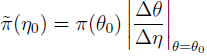 π̃(η₀) = π(θ₀) |Δθ/Δη|_{θ=θ₀}